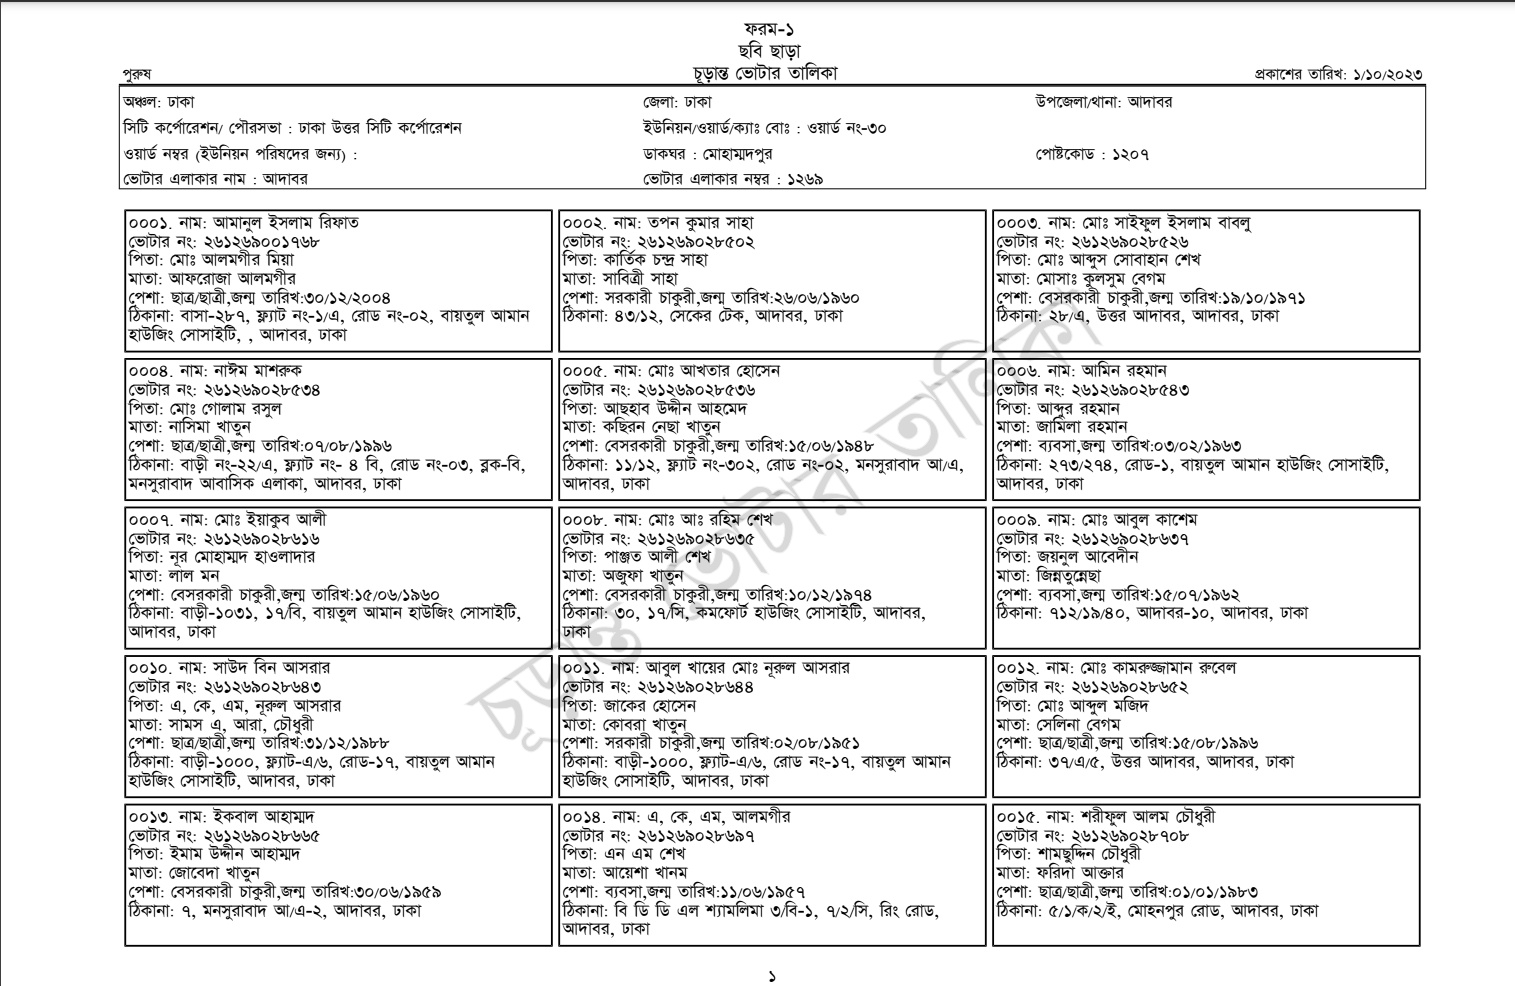 ফরম-১
ছবি ছাড়া
পুরুষ চূড়ান্ত ভোটার তালিকা প্রকাশের তারিখ: ১/১০/২০২৩
অঞ্চল: ঢাকা জেলা: ঢাকা উপজেলা/থানা: আদাবর
সিটি কর্পোরেশন/ পৌরসভা : ঢাকা উত্তর সিটি কর্পোরেশন ইউনিয়ন/ওয়ার্ড/ক্যাঃ বোঃ : ওয়ার্ড নং-৩০
ওয়ার্ড নম্বর (ইউনিয়ন পরিষদের জন্য) : ডাকঘর : মোহাম্মদপুর পোষ্টকোড : ১২০৭
ভোটার এলাকার নাম : আদাবর ভোটার এলাকার নম্বর : ১২৬৯
০০০১. নাম: আমানুল ইসলাম রিফাত
ভোটার নং: ২৬১২৬৯০০১৭৬৮
পিতা: মোঃ আলমগীর মিয়া
মাতা: আফরোজা আলমগীর
পেশা: ছাত্র/ছাত্রী,জন্ম তারিখ:৩০/১২/২০০৪
ঠিকানা: বাসা-২৮৭, ফ্ল্যাট নং-১/এ, রোড নং-০২, বায়তুল আমান
হাউজিং সোসাইটি, , আদাবর, ঢাকা
০০০২. নাম: তপন কুমার সাহা
ভোটার নং: ২৬১২৬৯০২৮৫০২
পিতা: কার্তিক চন্দ্র সাহা
মাতা: সাবিত্রী সাহা
পেশা: সরকারী চাকুরী,জন্ম তারিখ:২৬/০৬/১৯৬০
ঠিকানা: ৪৩/১২, সেকের টেক, আদাবর, ঢাকা
০০০৩. নাম: মোঃ সাইফুল ইসলাম বাবলু
ভোটার নং: ২৬১২৬৯০২৮৫২৬
পিতা: মোঃ আব্দুস সোবাহান শেখ
মাতা: মোসাঃ কুলসুম বেগম
পেশা: বেসরকারী চাকুরী,জন্ম তারিখ:১৯/১০/১৯৭১
ঠিকানা: ২৮/এ, উত্তর আদাবর, আদাবর, ঢাকা
০০০৪. নাম: নাঈম মাশরুক
ভোটার নং: ২৬১২৬৯০২৮৫৩৪
পিতা: মোঃ গোলাম রসুল
মাতা: নাসিমা খাতুন
পেশা: ছাত্র/ছাত্রী,জন্ম তারিখ:০৭/০৮/১৯৯৬
ঠিকানা: বাড়ী নং-২২/এ, ফ্ল্যাট নং- ৪ বি, রোড নং-০৩, ব্লক-বি,
মনসুরাবাদ আবাসিক এলাকা, আদাবর, ঢাকা
০০০৫. নাম: মোঃ আখতার হোসেন
ভোটার নং: ২৬১২৬৯০২৮৫৩৬
পিতা: আছহাব উদ্দীন আহমেদ
মাতা: কছিরন নেছা খাতুন
পেশা: বেসরকারী চাকুরী,জন্ম তারিখ:১৫/০৬/১৯৪৮
ঠিকানা: ১১/১২, ফ্ল্যাট নং-৩০২, রোড নং-০২, মনসুরাবাদ আ/এ,
আদাবর, ঢাকা
০০০৬. নাম: আমিন রহমান
ভোটার নং: ২৬১২৬৯০২৮৫৪৩
পিতা: আব্দুর রহমান
মাতা: জামিলা রহমান
পেশা: ব্যবসা,জন্ম তারিখ:০৩/০২/১৯৬৩
ঠিকানা: ২৭৩/২৭৪, রোড-১, বায়তুল আমান হাউজিং সোসাইটি,
আদাবর, ঢাকা
০০০৭. নাম: মোঃ ইয়াকুব আলী
ভোটার নং: ২৬১২৬৯০২৮৬১৬
পিতা: নূর মোহাম্মদ হাওলাদার
মাতা: লাল মন
পেশা: বেসরকারী চাকুরী,জন্ম তারিখ:১৫/০৬/১৯৬০
ঠিকানা: বাড়ী-১০৩১, ১৭/বি, বায়তুল আমান হাউজিং সোসাইটি,
আদাবর, ঢাকা
০০০৮. নাম: মোঃ আঃ রহিম শেখ
ভোটার নং: ২৬১২৬৯০২৮৬৩৫
পিতা: পাঞ্জত আলী শেখ
মাতা: অজুফা খাতুন
পেশা: বেসরকারী চাকুরী,জন্ম তারিখ:১০/১২/১৯৭৪
ঠিকানা: ৩০, ১৭/সি, কমফোর্ট হাউজিং সোসাইটি, আদাবর,
ঢাকা
০০০৯. নাম: মোঃ আবুল কাশেম
ভোটার নং: ২৬১২৬৯০২৮৬৩৭
পিতা: জয়নুল আবেদীন
মাতা: জিন্নতুন্নেছা
পেশা: ব্যবসা,জন্ম তারিখ:১৫/০৭/১৯৬২
ঠিকানা: ৭১২/১৯/৪০, আদাবর-১০, আদাবর, ঢাকা
০০১০. নাম: সাউদ বিন আসরার
ভোটার নং: ২৬১২৬৯০২৮৬৪৩
পিতা: এ, কে, এম, নূরুল আসরার
মাতা: সামস এ, আরা, চৌধুরী
পেশা: ছাত্র/ছাত্রী,জন্ম তারিখ:৩১/১২/১৯৮৮
ঠিকানা: বাড়ী-১০০০, ফ্ল্যাট-এ/৬, রোড-১৭, বায়তুল আমান
হাউজিং সোসাইটি, আদাবর, ঢাকা
০০১১. নাম: আবুল খায়ের মোঃ নূরুল আসরার
ভোটার নং: ২৬১২৬৯০২৮৬৪৪
পিতা: জাকের হোসেন
মাতা: কোবরা খাতুন
পেশা: সরকারী চাকুরী,জন্ম তারিখ:০২/০৮/১৯৫১
ঠিকানা: বাড়ী-১০০০, ফ্ল্যাট-এ/৬, রোড নং-১৭, বায়তুল আমান
হাউজিং সোসাইটি, আদাবর, ঢাকা
০০১২. নাম: মোঃ কামরুজ্জামান রুবেল
ভোটার নং: ২৬১২৬৯০২৮৬৫২
পিতা: মোঃ আব্দুল মজিদ
মাতা: সেলিনা বেগম
পেশা: ছাত্র/ছাত্রী,জন্ম তারিখ:১৫/০৮/১৯৯৬
ঠিকানা: ৩৭/এ/৫, উত্তর আদাবর, আদাবর, ঢাকা
০০১৩. নাম: ইকবাল আহাম্মদ
ভোটার নং: ২৬১২৬৯০২৮৬৬৫
পিতা: ইমাম উদ্দীন আহাম্মদ
মাতা: জোবেদা খাতুন
পেশা: বেসরকারী চাকুরী,জন্ম তারিখ:৩০/০৬/১৯৫৯
ঠিকানা: ৭, মনসুরাবাদ আ/এ-২, আদাবর, ঢাকা
০০১৪. নাম: এ, কে, এম, আলমগীর
ভোটার নং: ২৬১২৬৯০২৮৬৯৭
পিতা: এন এম শেখ
মাতা: আয়েশা খানম
পেশা: ব্যবসা,জন্ম তারিখ:১১/০৬/১৯৫৭
ঠিকানা: বি ডি ডি এল শ্যামলিমা ৩/বি-১, ৭/২/সি, রিং রোড,
আদাবর, ঢাকা
০০১৫. নাম: শরীফুল আলম চৌধুরী
ভোটার নং: ২৬১২৬৯০২৮৭০৮
পিতা: শামছুদ্দিন চৌধুরী
মাতা: ফরিদা আক্তার
পেশা: ছাত্র/ছাত্রী,জন্ম তারিখ:০১/০১/১৯৮৩
ঠিকানা: ৫/১/ক/২/ই, মোহনপুর রোড, আদাবর, ঢাকা
চূড়ান্ত ভোটার তালিকা
১